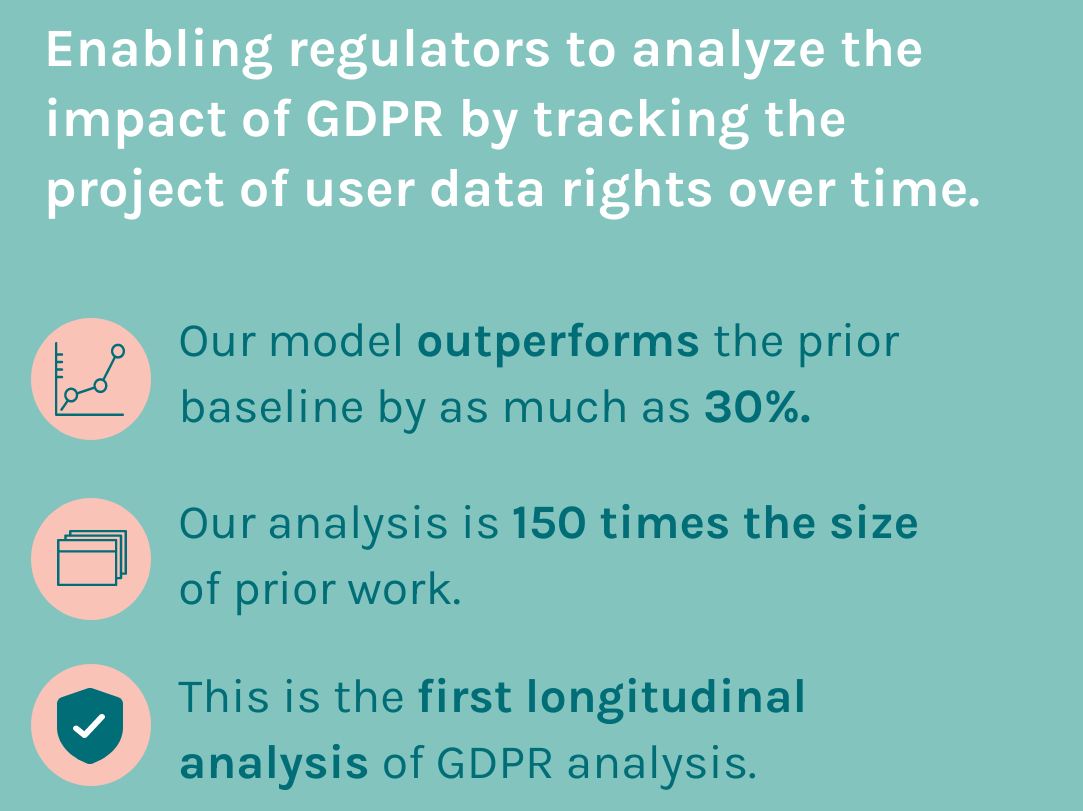 Enabling regulators to analyze the
impact of GDPR by tracking the
project of user data rights over time.
Our model outperforms the prior
baseline by as much as 30%.
Our analysis is 150 times the size
of prior work.
This is the first longitudinal
analysis of GDPR analysis.